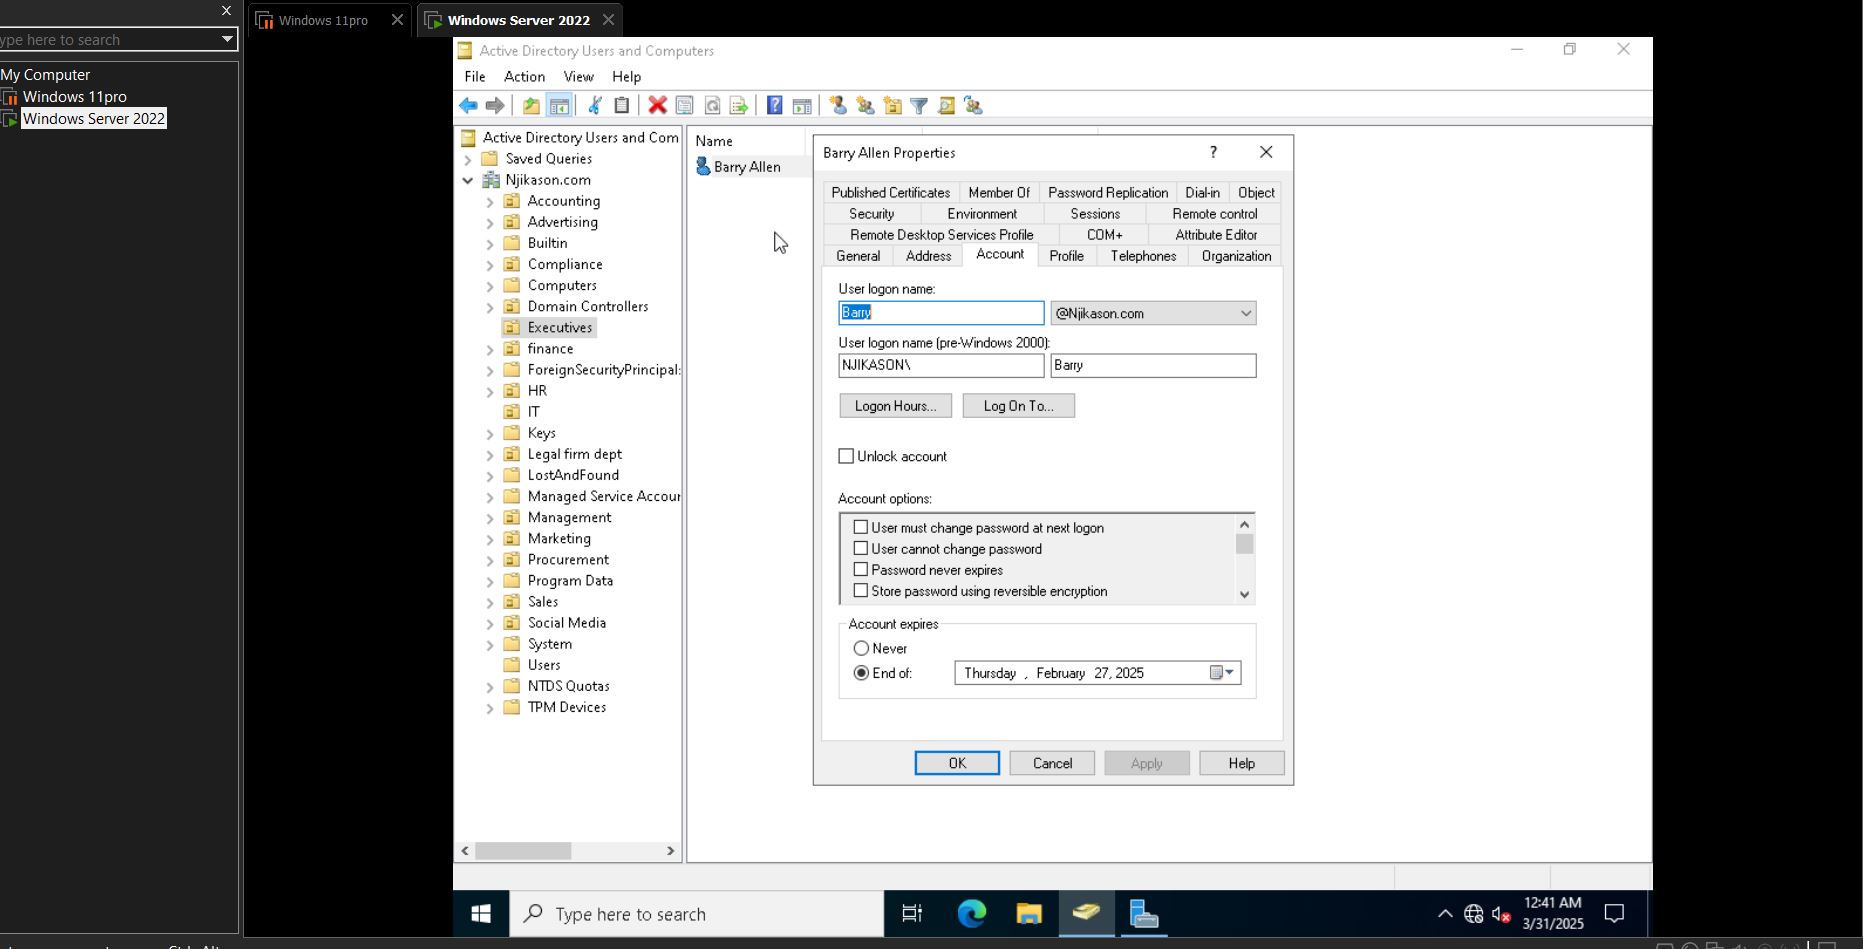 ype here to search
My Computer
Windows 11pro
Windows Server 2022
Windows 11pro
Windows Server 2022
Active Directory Users and Computers
File Action View Help
Active Directory Users and Com
Saved Queries
Njikason.com
Accounting
Advertising
Builtin
Compliance
Computers
Domain Controllers
Executives
finance
ForeignSecurityPrincipal:
HR
IT
Keys
Legal firm dept
LostAndFound
Managed Service Accour
Management
Marketing
Procurement
Program Data
Sales
Social Media
System
Users
NTDS Quotas
TPM Devices
Name
Barry Allen
Barry Allen Properties
Published Certificates Member Of Password Replication Dial-in Object
Security Environment Sessions Remote control
Remote Desktop Services Profile COM+ Attribute Editor
General Address Account Profile Telephones Organization
User logon name:
Barry @Njikason.com
User logon name (pre-Windows 2000):
NJIKASON\ Barry
Logon Hours... Log On To...
Unlock account
Account options:
User must change password at next logon
User cannot change password
Password never expires
Store password using reversible encryption
Account expires
Never
End of: Thursday , February 27, 2025
OK Cancel Apply Help
Type here to search
12:41 AM
3/31/2025